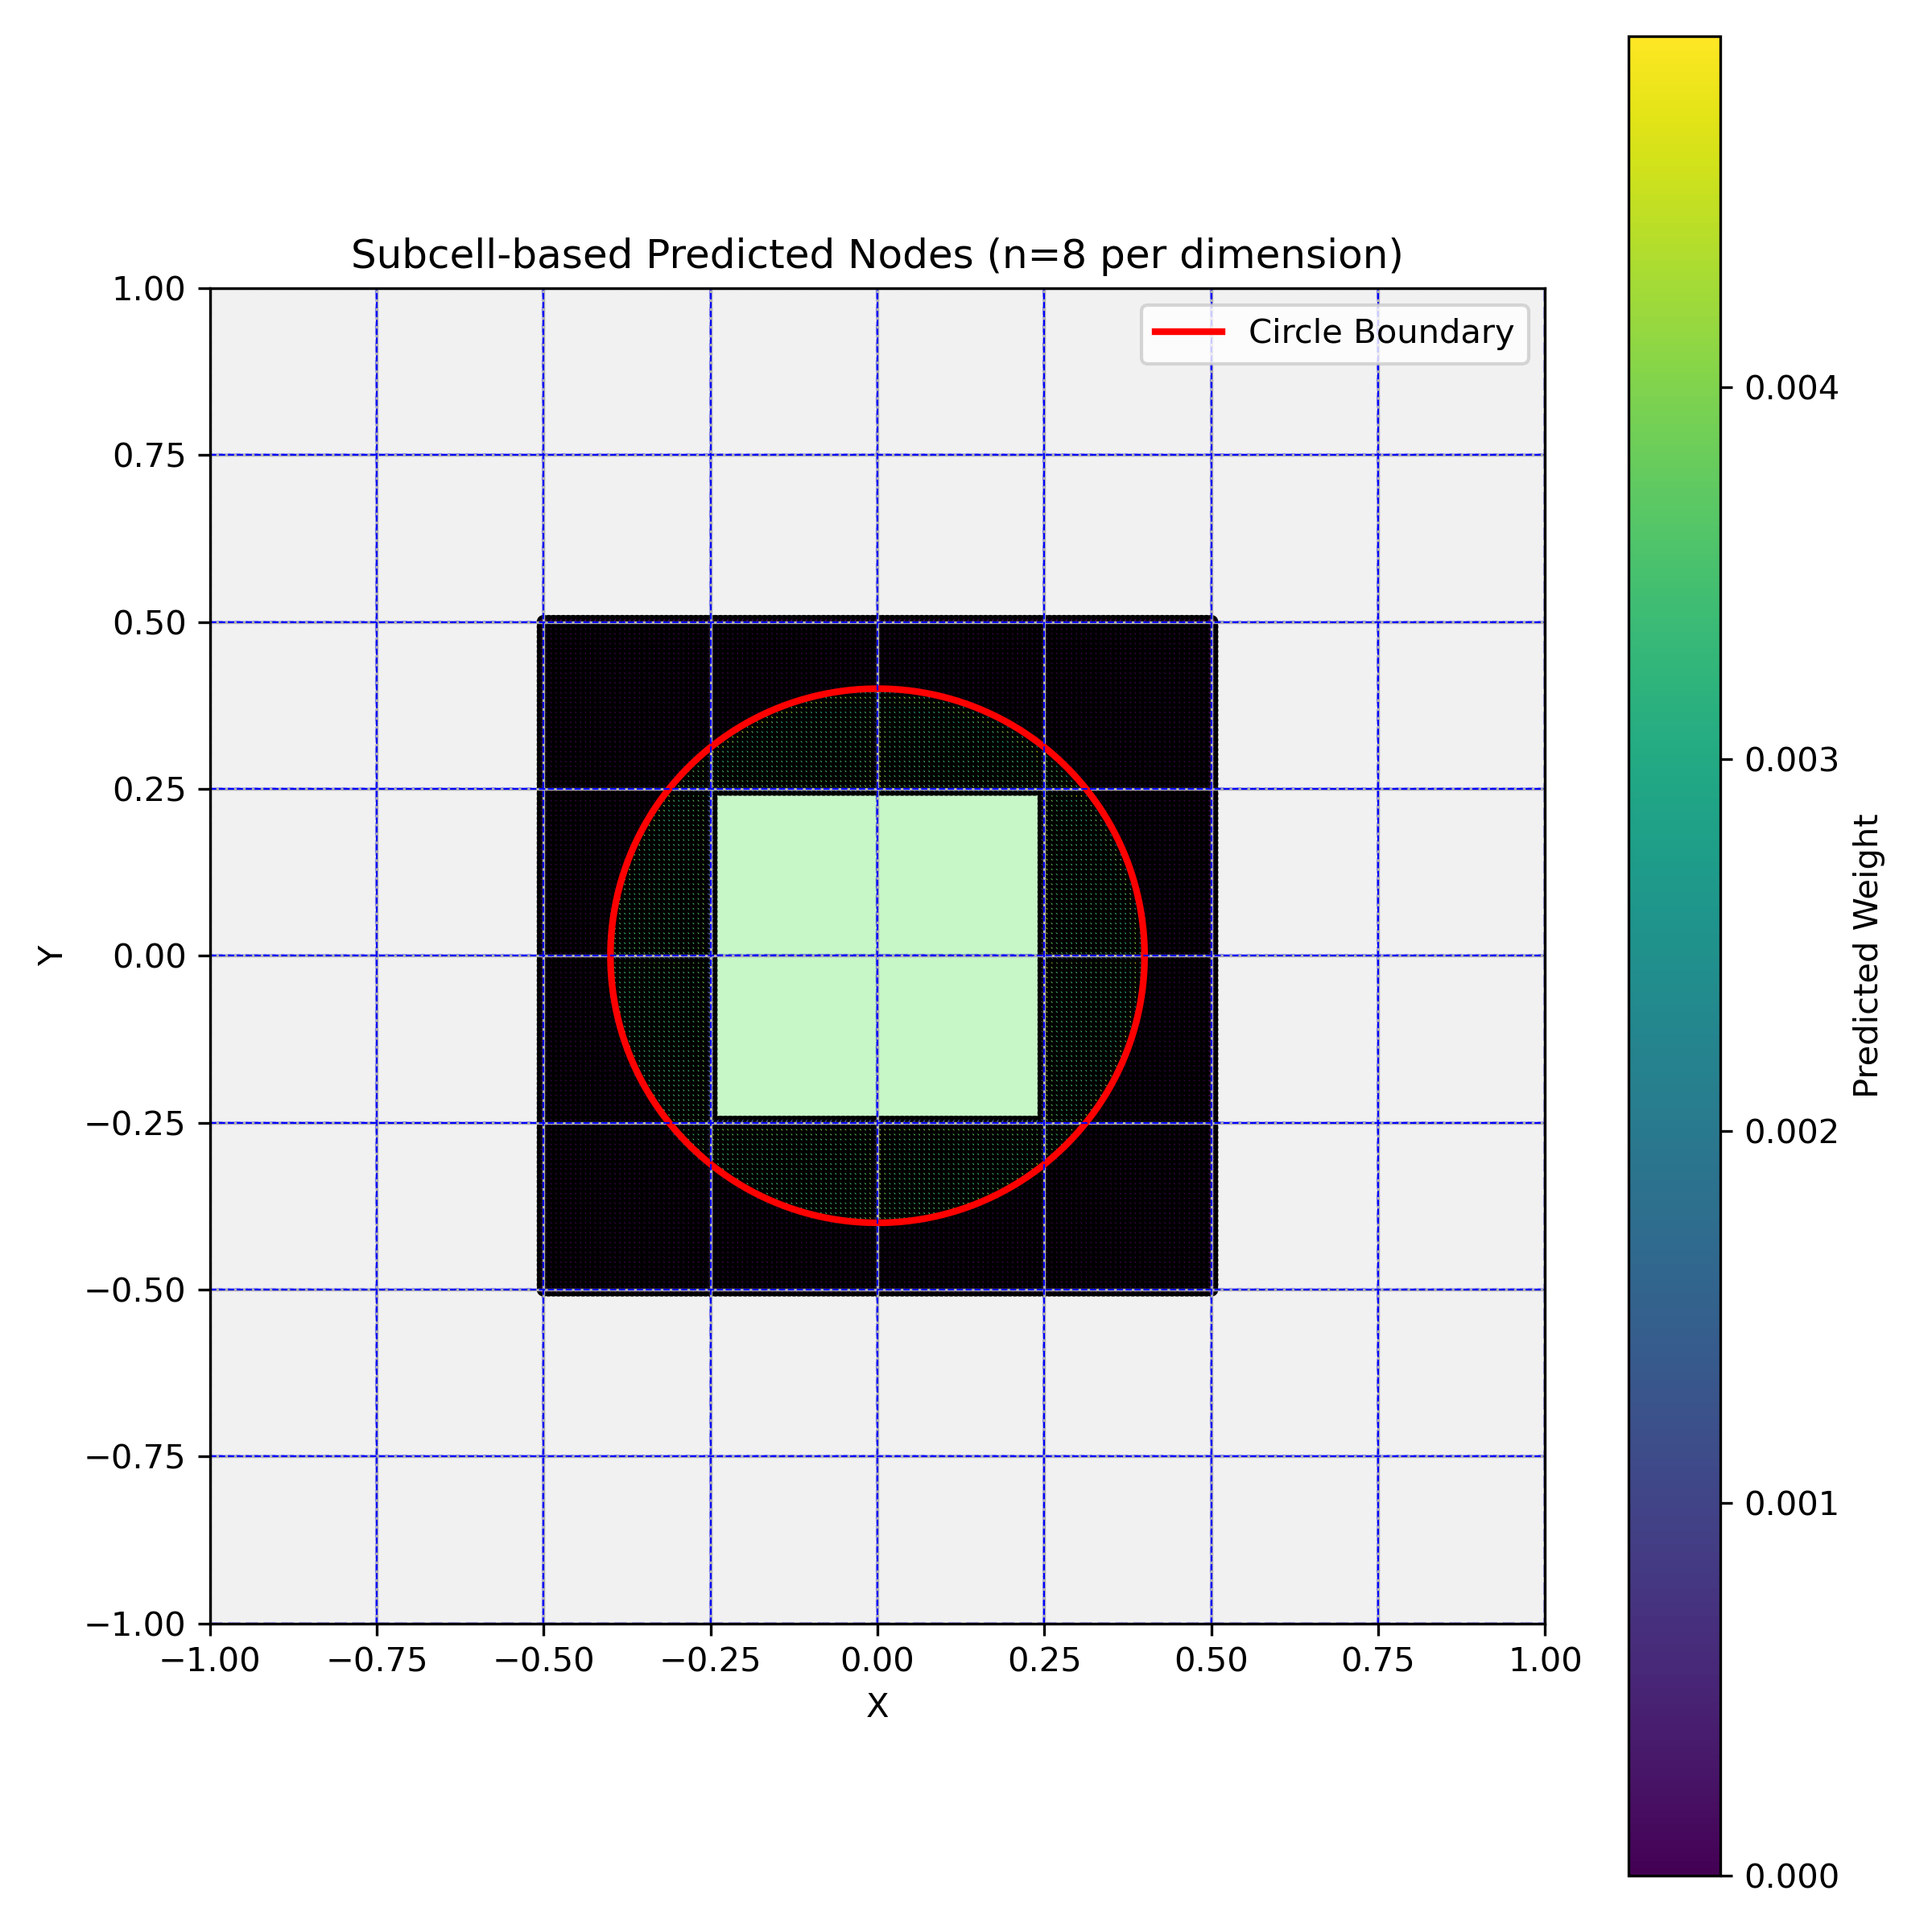 Subcell-based Predicted Nodes (n=8 per dimension)
Circle Boundary
1.00
0.75
0.50
0.25
0.00
−0.25
−0.50
−0.75
−1.00
Y
−1.00 −0.75 −0.50 −0.25 0.00 0.25 0.50 0.75 1.00
X
0.004
0.003
0.002
0.001
0.000
Predicted Weight